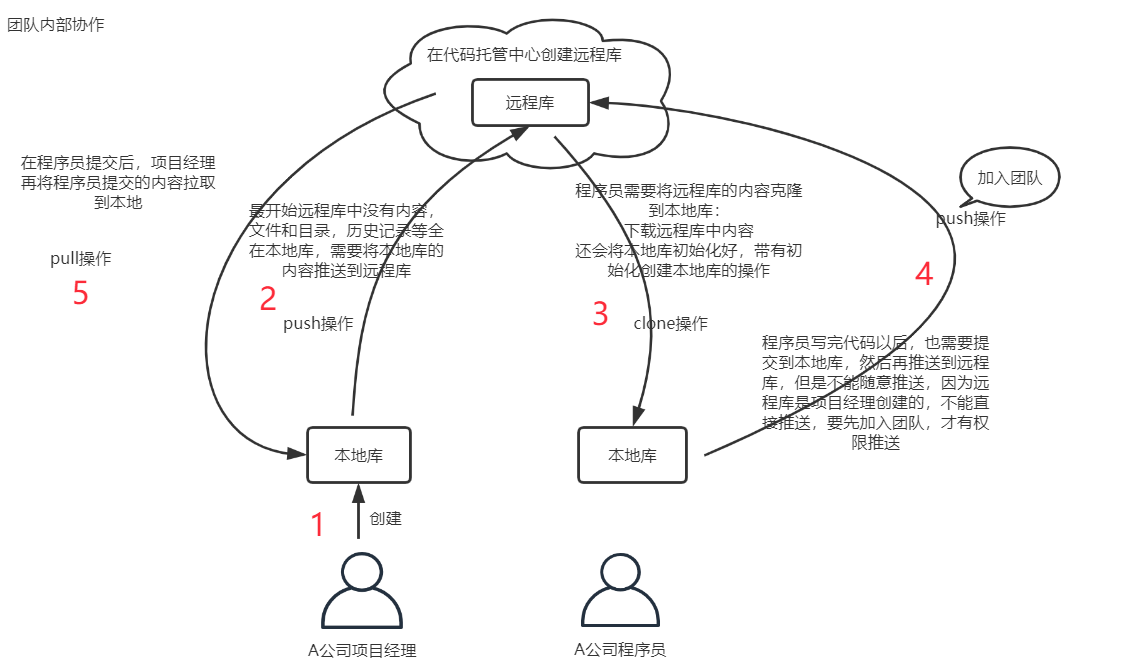 团队内部协作
在代码托管中心创建远程库
远程库
在程序员提交后，项目经理
再将程序员提交的内容拉取
到本地
pull操作
5
最开始远程库中没有内容，
文件和目录，历史记录等全
在本地库，需要将本地库的
内容推送到远程库
2
push操作
程序员需要将远程库的内容克隆
到本地库：
下载远程库中内容
还会将本地库初始化好，带有初
始化创建本地库的操作
3
clone操作
加入团队
push操作
4
程序员写完代码以后，也需要提
交到本地库，然后再推送到远程
库，但是不能随意推送，因为远
程库是项目经理创建的，不能直
接推送，要先加入团队，才有权
限推送
本地库
本地库
1
创建
A公司项目经理
A公司程序员